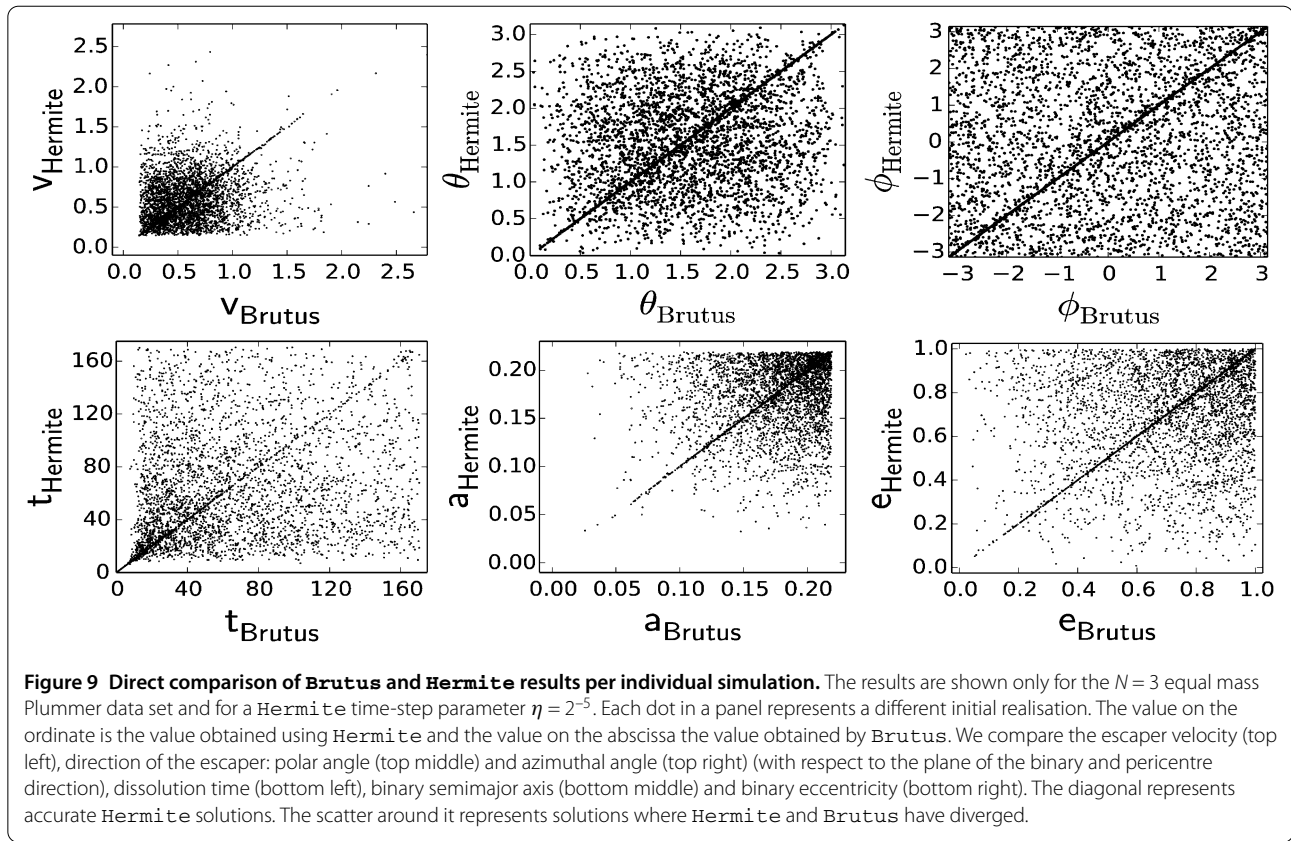 2.5
2.0
1.5
1.0
0.5
0.0
v_Hermite
0.0 0.5 1.0 1.5 2.0 2.5
v_Brutus
3.0
2.5
2.0
1.5
1.0
0.5
0.0
θ_Hermite
0.0 0.5 1.0 1.5 2.0 2.5 3.0
θ_Brutus
3
2
1
0
−1
−2
−3
ϕ_Hermite
−3 −2 −1 0 1 2 3
ϕ_Brutus
160
120
80
40
0
t_Hermite
0 40 80 120 160
t_Brutus
0.20
0.15
0.10
0.05
0.00
a_Hermite
0.00 0.05 0.10 0.15 0.20
a_Brutus
1.0
0.8
0.6
0.4
0.2
0.0
e_Hermite
0.0 0.2 0.4 0.6 0.8 1.0
e_Brutus
Figure 9 Direct comparison of Brutus and Hermite results per individual simulation. The results are shown only for the N = 3 equal mass
Plummer data set and for a Hermite time-step parameter η = 2⁻⁵. Each dot in a panel represents a different initial realisation. The value on the
ordinate is the value obtained using Hermite and the value on the abscissa the value obtained by Brutus. We compare the escaper velocity (top
left), direction of the escaper: polar angle (top middle) and azimuthal angle (top right) (with respect to the plane of the binary and pericentre
direction), dissolution time (bottom left), binary semimajor axis (bottom middle) and binary eccentricity (bottom right). The diagonal represents
accurate Hermite solutions. The scatter around it represents solutions where Hermite and Brutus have diverged.